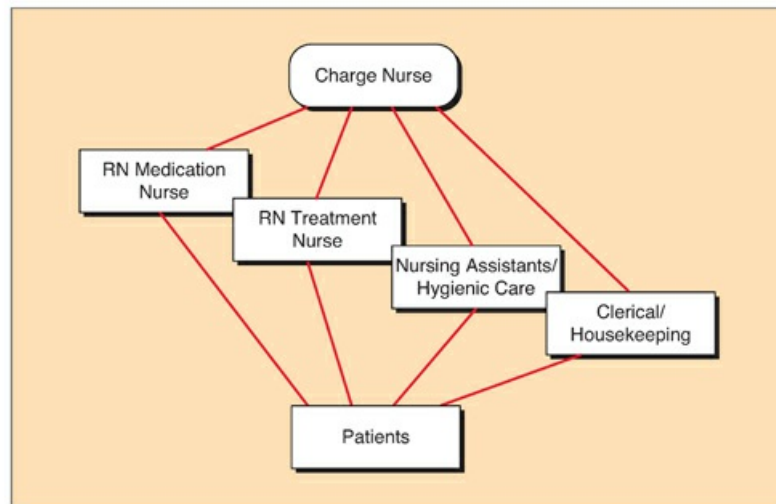 Charge Nurse
RN Medication
Nurse
RN Treatment
Nurse
Nursing Assistants/
Hygienic Care
Clerical/
Housekeeping
Patients